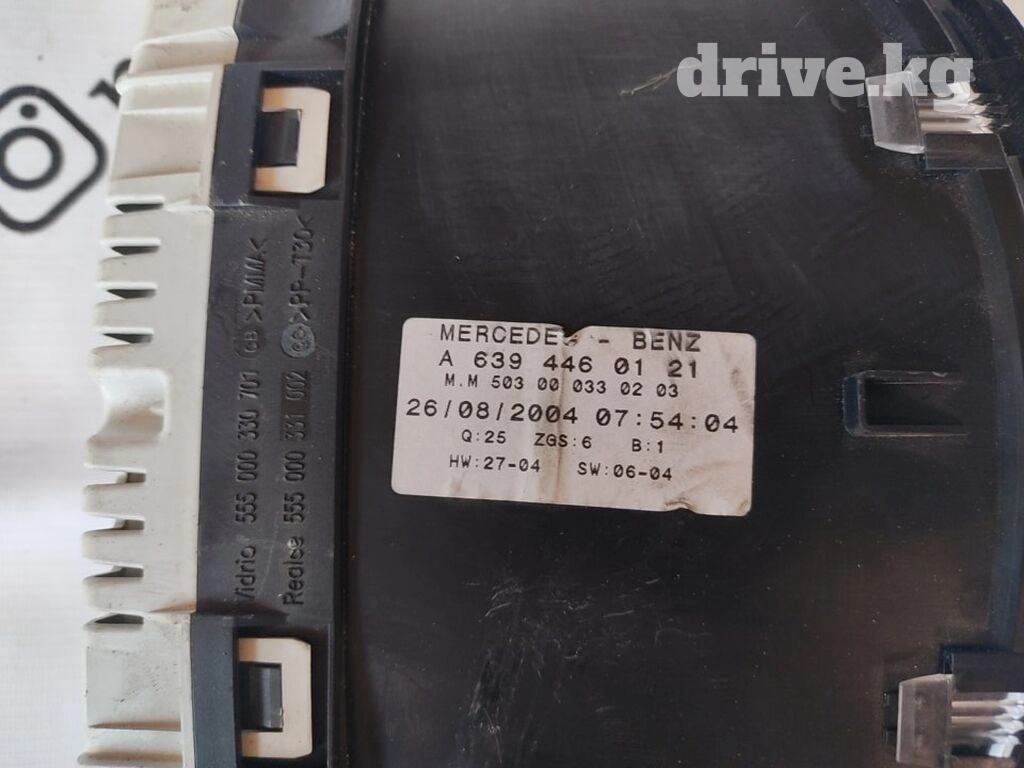 drive.kg
MERCEDES - BENZ
A 639 446 01 21
M.M 503 00 033 02 03
26/08/2004 07:54:04
Q:25 ZGS:6 B:1
HW:27-04 SW:06-04
Vidrio 555 000 330 701 >PMMA<
Realce 555 000 331 002 >PP-T30<